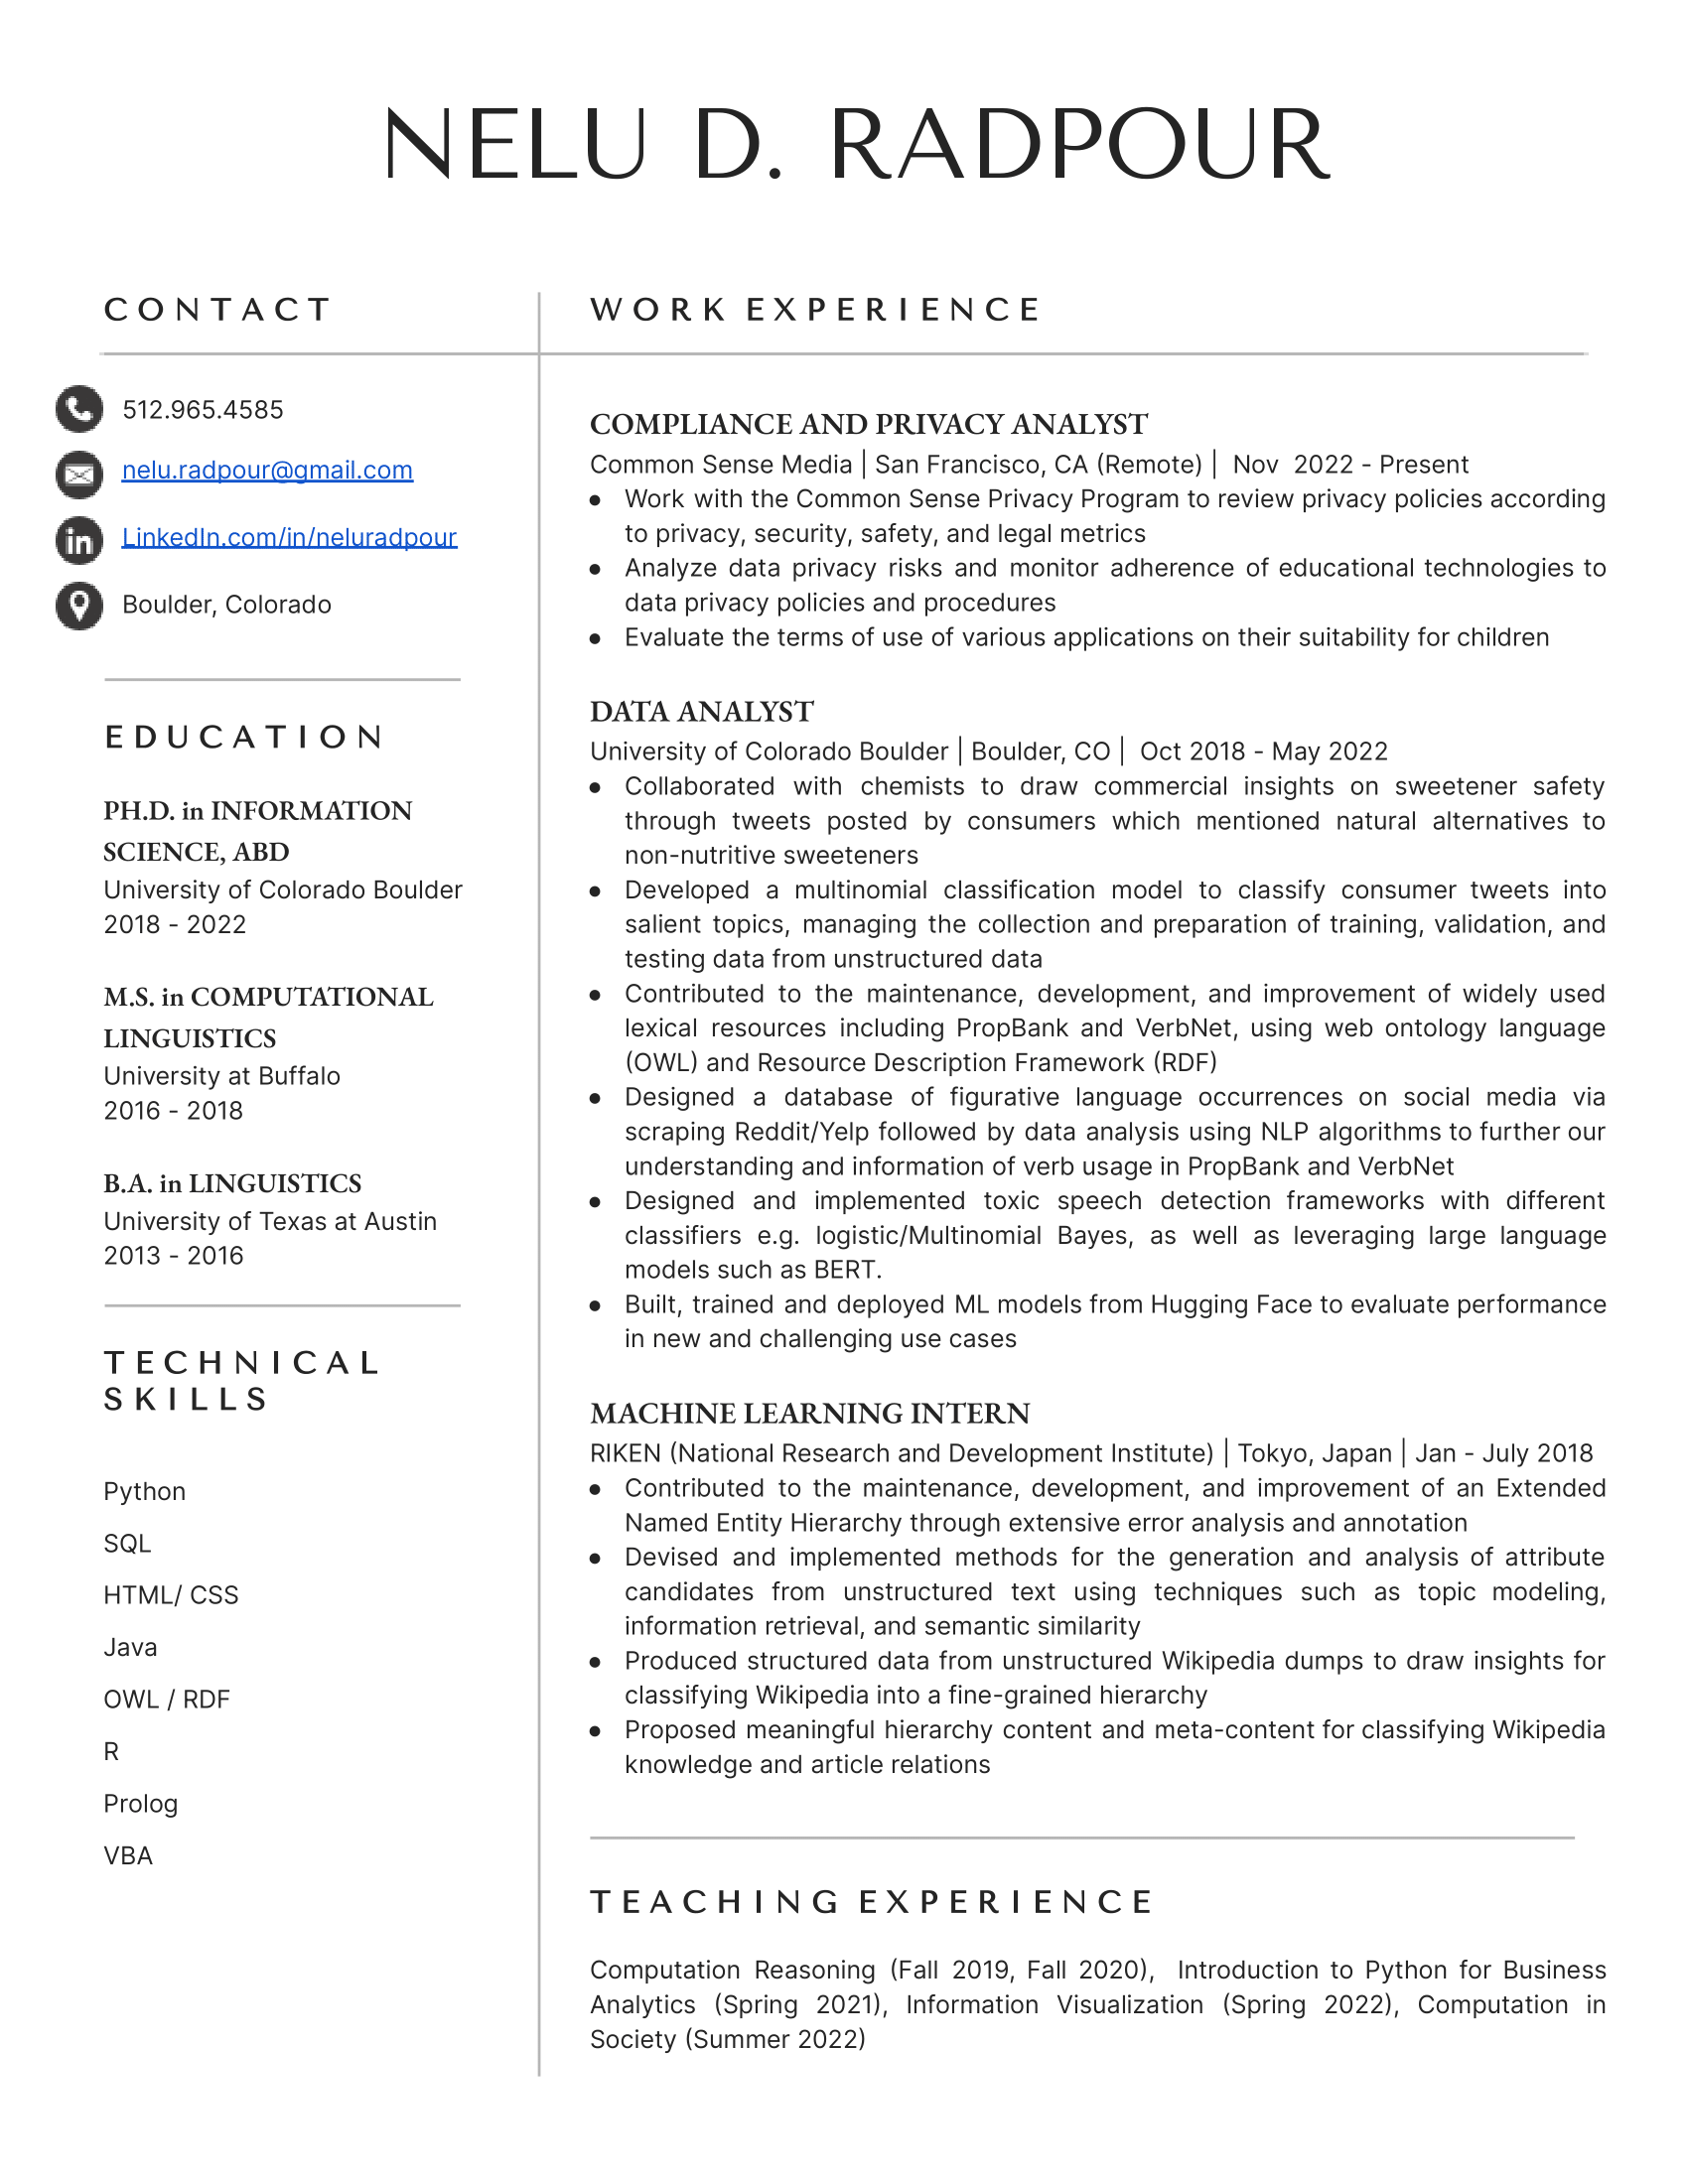 NELU D. RADPOUR
CONTACT
512.965.4585
nelu.radpour@gmail.com
LinkedIn.com/in/neluradpour
Boulder, Colorado
EDUCATION
PH.D. in INFORMATION
SCIENCE, ABD
University of Colorado Boulder
2018 - 2022
M.S. in COMPUTATIONAL
LINGUISTICS
University at Buffalo
2016 - 2018
B.A. in LINGUISTICS
University of Texas at Austin
2013 - 2016
TECHNICAL
SKILLS
Python
SQL
HTML/ CSS
Java
OWL / RDF
R
Prolog
VBA
WORK EXPERIENCE
COMPLIANCE AND PRIVACY ANALYST
Common Sense Media | San Francisco, CA (Remote) | Nov 2022 - Present
● Work with the Common Sense Privacy Program to review privacy policies according
to privacy, security, safety, and legal metrics
● Analyze data privacy risks and monitor adherence of educational technologies to
data privacy policies and procedures
● Evaluate the terms of use of various applications on their suitability for children
DATA ANALYST
University of Colorado Boulder | Boulder, CO | Oct 2018 - May 2022
● Collaborated with chemists to draw commercial insights on sweetener safety
through tweets posted by consumers which mentioned natural alternatives to
non-nutritive sweeteners
● Developed a multinomial classification model to classify consumer tweets into
salient topics, managing the collection and preparation of training, validation, and
testing data from unstructured data
● Contributed to the maintenance, development, and improvement of widely used
lexical resources including PropBank and VerbNet, using web ontology language
(OWL) and Resource Description Framework (RDF)
● Designed a database of figurative language occurrences on social media via
scraping Reddit/Yelp followed by data analysis using NLP algorithms to further our
understanding and information of verb usage in PropBank and VerbNet
● Designed and implemented toxic speech detection frameworks with different
classifiers e.g. logistic/Multinomial Bayes, as well as leveraging large language
models such as BERT.
● Built, trained and deployed ML models from Hugging Face to evaluate performance
in new and challenging use cases
MACHINE LEARNING INTERN
RIKEN (National Research and Development Institute) | Tokyo, Japan | Jan - July 2018
● Contributed to the maintenance, development, and improvement of an Extended
Named Entity Hierarchy through extensive error analysis and annotation
● Devised and implemented methods for the generation and analysis of attribute
candidates from unstructured text using techniques such as topic modeling,
information retrieval, and semantic similarity
● Produced structured data from unstructured Wikipedia dumps to draw insights for
classifying Wikipedia into a fine-grained hierarchy
● Proposed meaningful hierarchy content and meta-content for classifying Wikipedia
knowledge and article relations
TEACHING EXPERIENCE
Computation Reasoning (Fall 2019, Fall 2020), Introduction to Python for Business
Analytics (Spring 2021), Information Visualization (Spring 2022), Computation in
Society (Summer 2022)